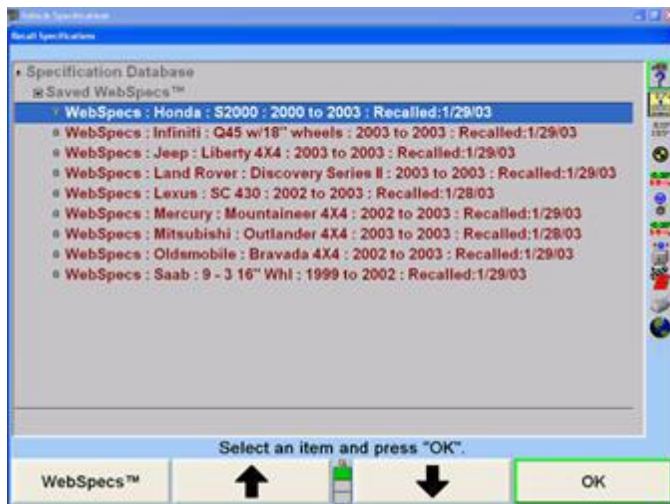 Vehicle Specifications
Recall Specifications
Specification Database
Saved WebSpecs™
WebSpecs : Honda : S2000 : 2000 to 2003 : Recalled:1/29/03
WebSpecs : Infiniti : Q45 w/18" wheels : 2003 to 2003 : Recalled:1/29/03
WebSpecs : Jeep : Liberty 4X4 : 2003 to 2003 : Recalled:1/29/03
WebSpecs : Land Rover : Discovery Series II : 2003 to 2003 : Recalled:1/29/03
WebSpecs : Lexus : SC 430 : 2002 to 2003 : Recalled:1/28/03
WebSpecs : Mercury : Mountaineer 4X4 : 2002 to 2003 : Recalled:1/29/03
WebSpecs : Mitsubishi : Outlander 4X4 : 2003 to 2003 : Recalled:1/28/03
WebSpecs : Oldsmobile : Bravada 4X4 : 2002 to 2003 : Recalled:1/29/03
WebSpecs : Saab : 9 - 3 16" Whl : 1999 to 2002 : Recalled:1/29/03
Select an item and press "OK".
WebSpecs™
OK